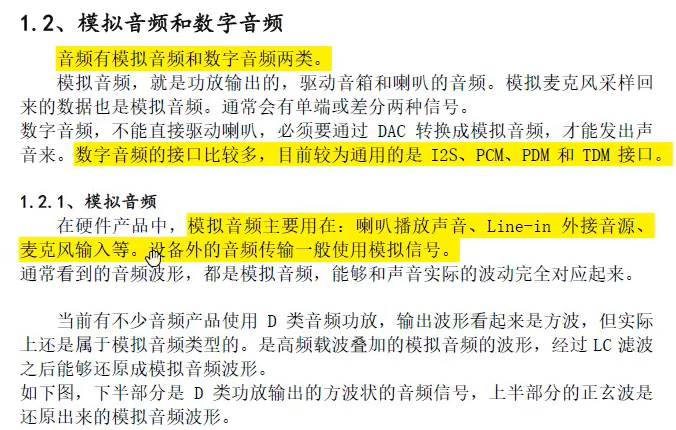 1.2、模拟音频和数字音频
音频有模拟音频和数字音频两类。
模拟音频，就是功放输出的，驱动音箱和喇叭的音频。模拟麦克风采样回
来的数据也是模拟音频。通常会有单端或差分两种信号。
数字音频，不能直接驱动喇叭，必须要通过 DAC 转换成模拟音频，才能发出声
音来。数字音频的接口比较多，目前较为通用的是 I2S、PCM、PDM 和 TDM 接口。
1.2.1、模拟音频
在硬件产品中，模拟音频主要用在：喇叭播放声音、Line-in 外接音源、
麦克风输入等。设备外的音频传输一般使用模拟信号。
通常看到的音频波形，都是模拟音频，能够和声音实际的波动完全对应起来。
当前有不少音频产品使用 D 类音频功放，输出波形看起来是方波，但实际
上还是属于模拟音频类型的。是高频载波叠加的模拟音频的波形，经过 LC 滤波
之后能够还原成模拟音频波形。
如下图，下半部分是 D 类功放输出的方波状的音频信号，上半部分的正玄波是
还原出来的模拟音频波形。